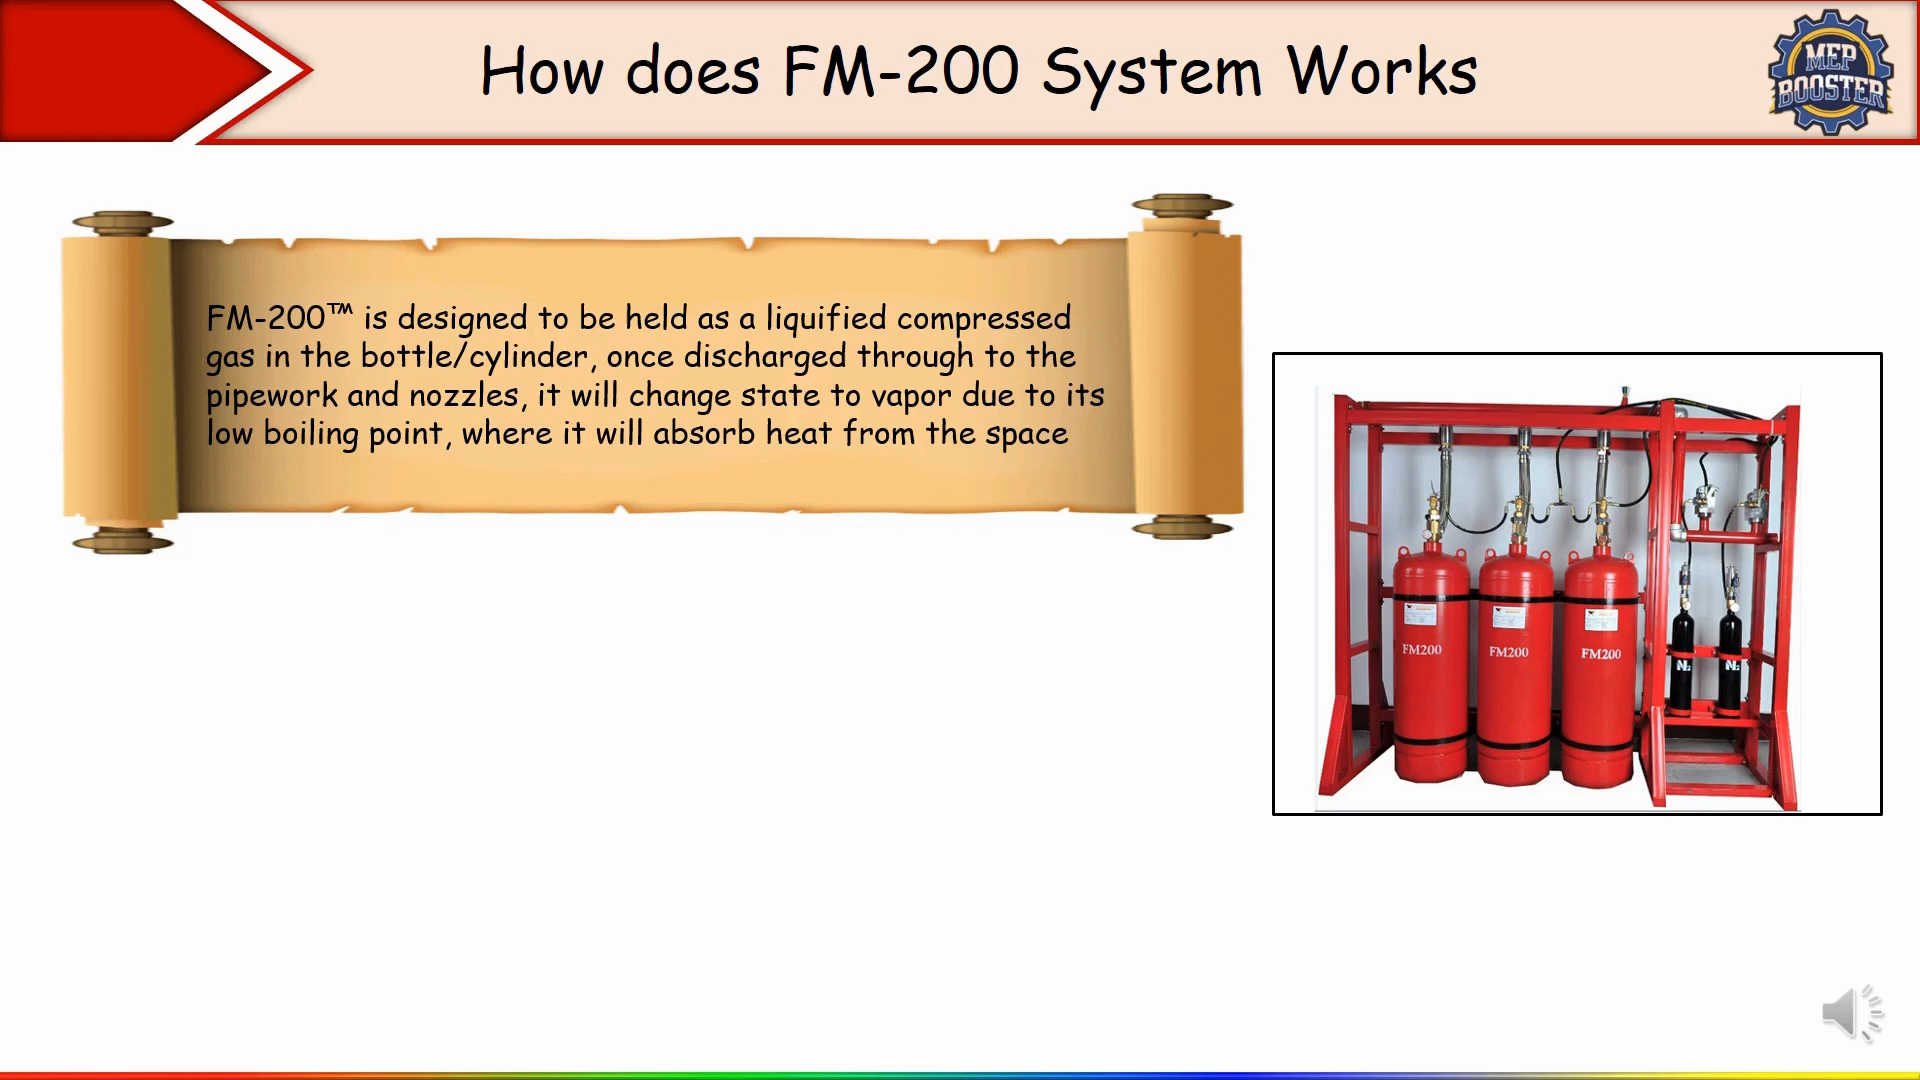 How does FM-200 System Works
MEP
BOOSTER
FM-200™ is designed to be held as a liquified compressed
gas in the bottle/cylinder, once discharged through to the
pipework and nozzles, it will change state to vapor due to its
low boiling point, where it will absorb heat from the space
FM200
FM200
FM200
N₂
N₂